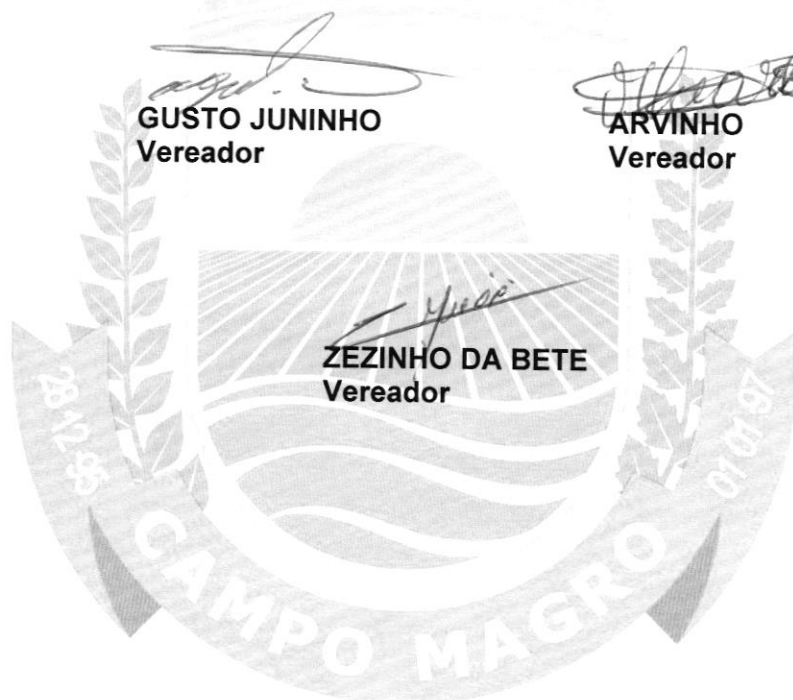 GUSTO JUNINHO
Vereador
ARVINHO
Vereador
ZEZINHO DA BETE
Vereador
28 12 95
01 01 97
CAMPO MAGRO